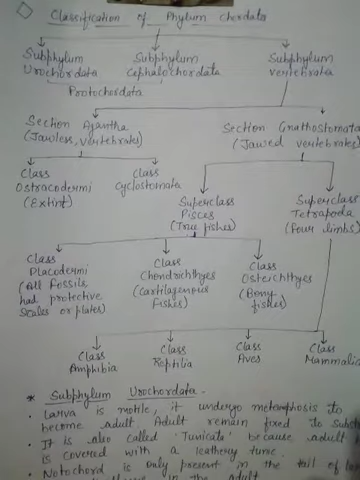 Classification of Phylum Chordata
Subphylum Subphylum Subphylum
Urochordata Cephalochordata vertebrata
Protochordata
Section Agantha Section Gnathostomata
(Jawless, vertebrates) (Jawed vertebrates)
Class Class
Ostracodermi Cyclostomata
(Extint)
Superclass Superclass
Pisces Tetrapoda
(True fishes) (Four limbs)
Class Class Class
Placodermi Chondrichthyes Osteichthyes
(All fossils, (Cartilagenous (Bony
had protective fishes) fishes)
scales or plates)
Class Class Class Class
Amphibia Reptilia Aves Mammalia
* Subphylum Urochordata.
• Larva is motile, it undergo metamphosis to
become adult Adult remain fixed to
• It is also called 'Tunicata' because adult
is covered with a leathery tunic.
• Notochord is only present in the tail of
in the adult